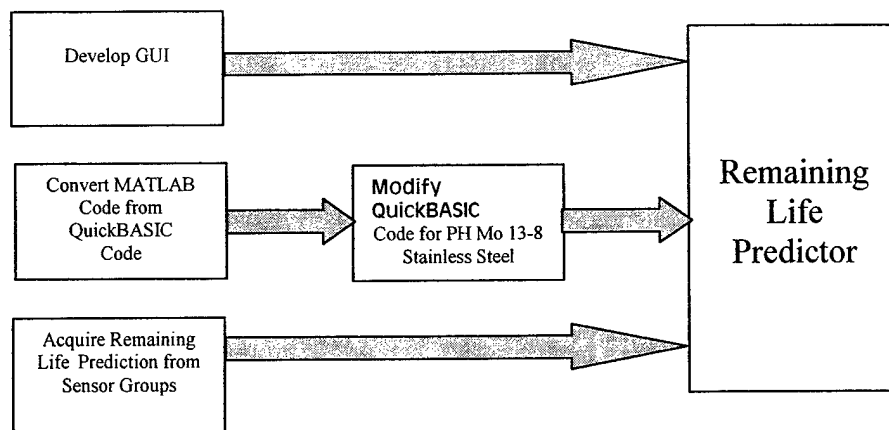 Develop GUI
Convert MATLAB
Code from
QuickBASIC
Code
Modify
QuickBASIC
Code for PH Mo 13-8
Stainless Steel
Acquire Remaining
Life Prediction from
Sensor Groups
Remaining
Life
Predictor